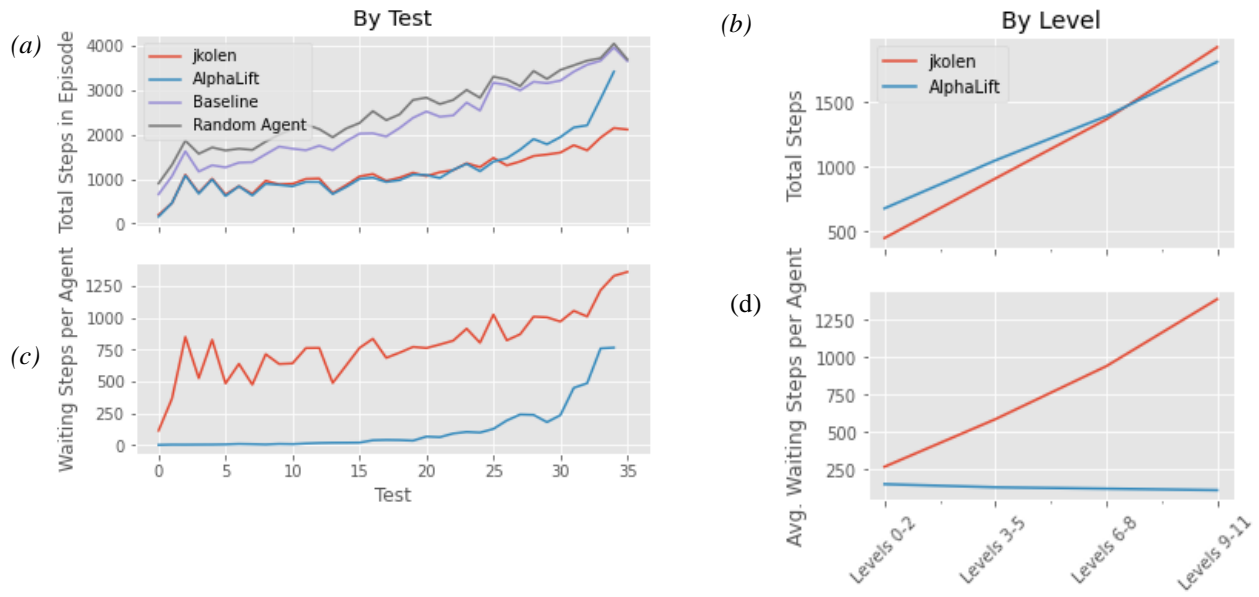 By Test
(a)
Total Steps in Episode
4000
3000
2000
1000
0
jkolen
AlphaLift
Baseline
Random Agent
(b)
By Level
Total Steps
1500
1000
500
jkolen
AlphaLift
(c)
Waiting Steps per Agent
1250
1000
750
500
250
0
0 5 10 15 20 25 30 35
Test
(d)
Avg. Waiting Steps per Agent
1250
1000
750
500
250
Levels 0-2
Levels 3-5
Levels 6-8
Levels 9-11